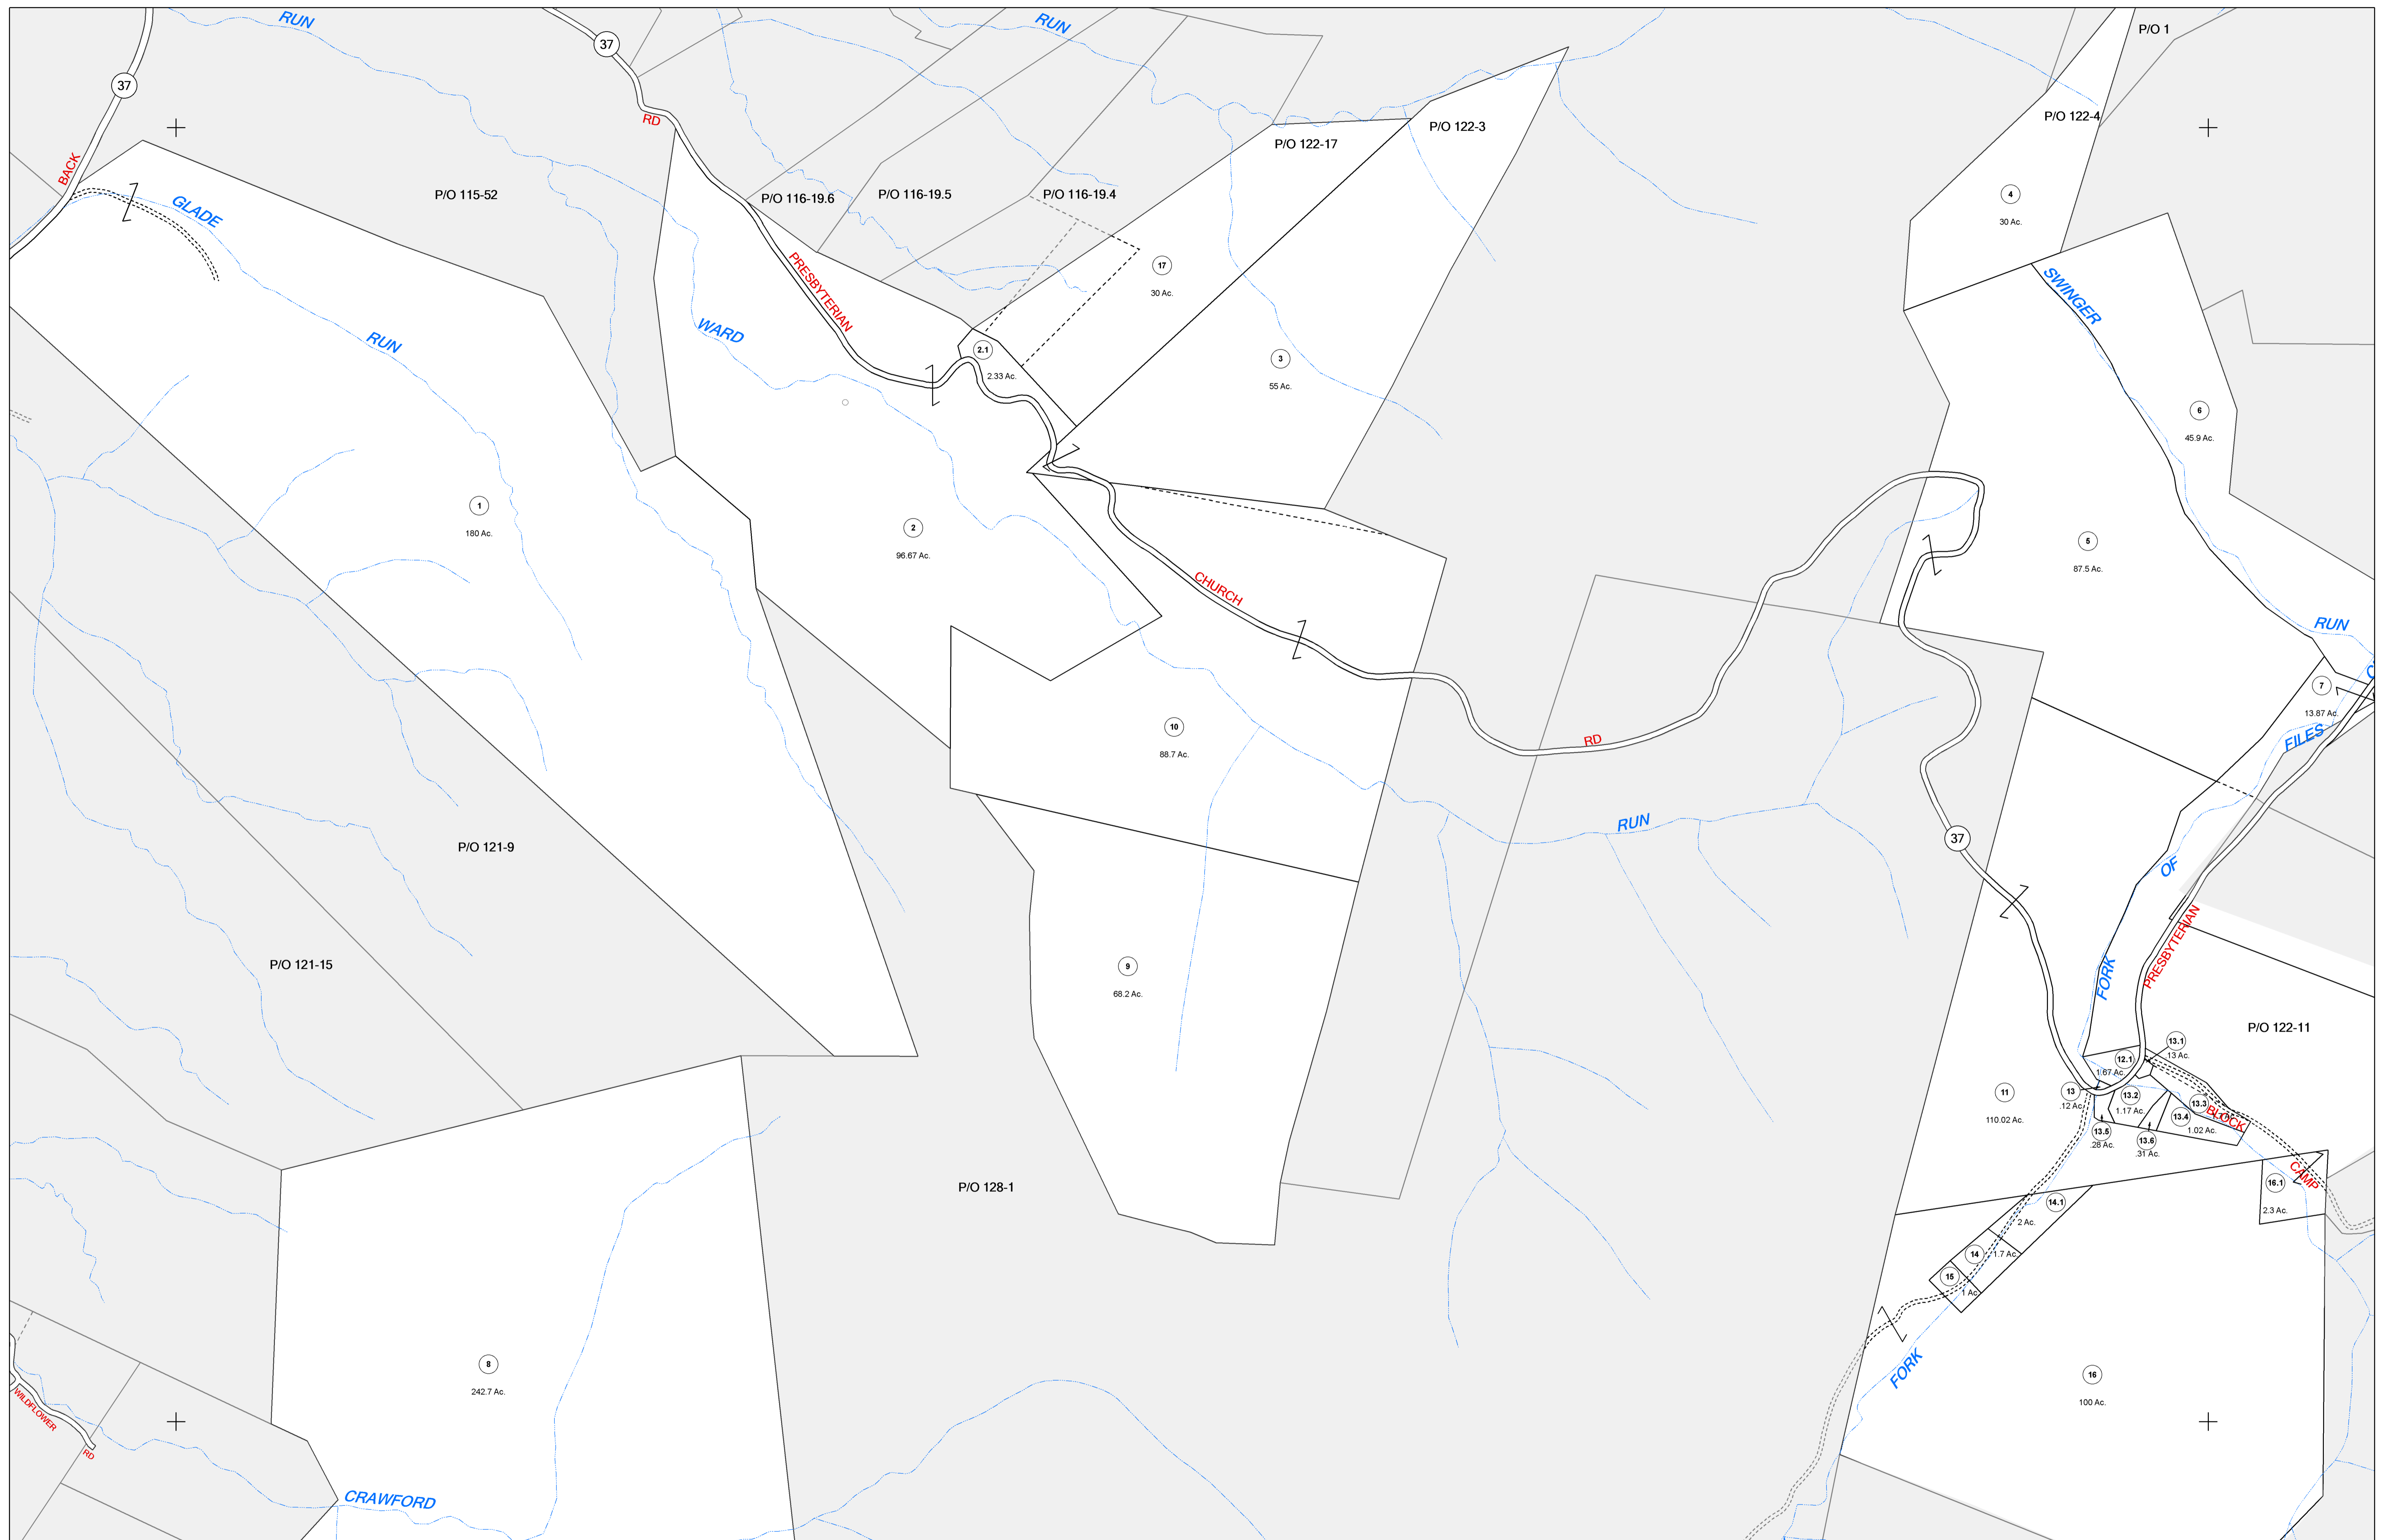 RUN
RUN
P/O 1
37
37
RD
P/O 122-4
P/O 122-17
P/O 122-3
BACK
GLADE
P/O 115-52
P/O 116-19.6
P/O 116-19.5
P/O 116-19.4
4
30 Ac.
17
30 Ac.
PRESBYTERIAN
SWINGER
WARD
RUN
2.1
2.33 Ac.
3
55 Ac.
6
45.9 Ac.
1
180 Ac.
2
96.67 Ac.
5
87.5 Ac.
CHURCH
RUN
7
13.87 Ac.
10
88.7 Ac.
RD
FILES
RUN
37
P/O 121-9
OF
9
68.2 Ac.
P/O 121-15
FORK
PRESBYTERIAN
P/O 122-11
13.1
.13 Ac.
12.1
1.67 Ac.
11
110.02 Ac.
13
.12 Ac.
13.2
1.17 Ac.
13.3
BLOCK
13.4
1.02 Ac.
13.5
.28 Ac.
13.6
.31 Ac.
CAMP
16.1
2.3 Ac.
P/O 128-1
14.1
2 Ac.
14
1.7 Ac.
15
1 Ac.
8
242.7 Ac.
FORK
16
100 Ac.
WILDFLOWER
RD
CRAWFORD